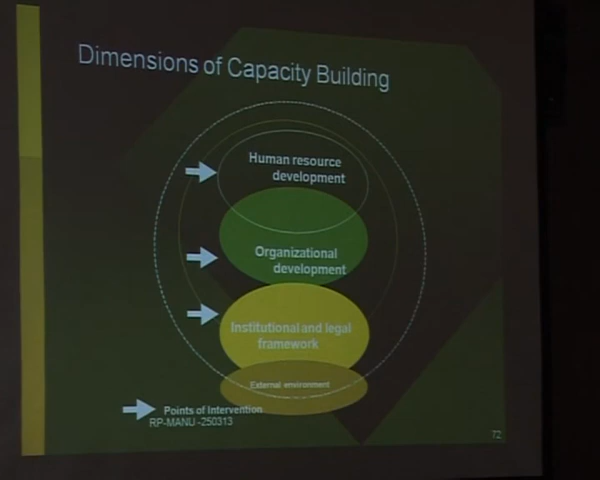 Dimensions of Capacity Building
Human resource
development
Organizational
development
Institutional and legal
framework
External environment
Points of Intervention
RP-MANU -250313
72